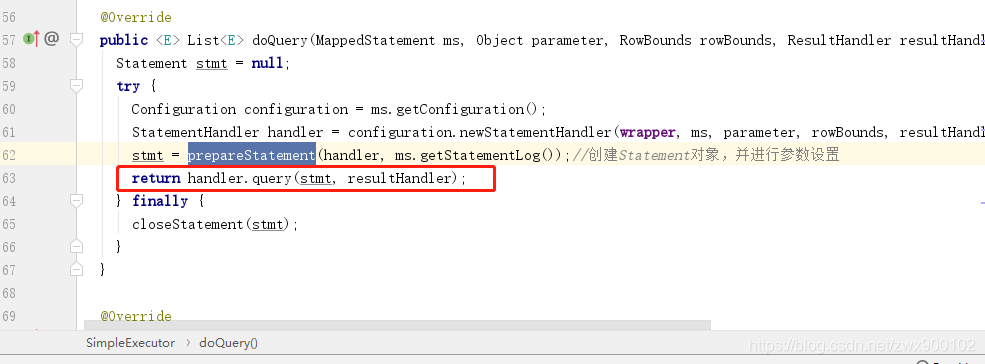 56 @Override
57 @ public <E> List<E> doQuery(MappedStatement ms, Object parameter, RowBounds rowBounds, ResultHandler resultHandl
58 Statement stmt = null;
59 try {
60 Configuration configuration = ms.getConfiguration();
61 StatementHandler handler = configuration.newStatementHandler(wrapper, ms, parameter, rowBounds, resultHandl
62 stmt = prepareStatement(handler, ms.getStatementLog());//创建Statement对象，并进行参数设置
63 return handler.query(stmt, resultHandler);
64 } finally {
65 closeStatement(stmt);
66 }
67 }
68
69 @Override
SimpleExecutor › doQuery()
https://blog.csdn.net/zwx900102